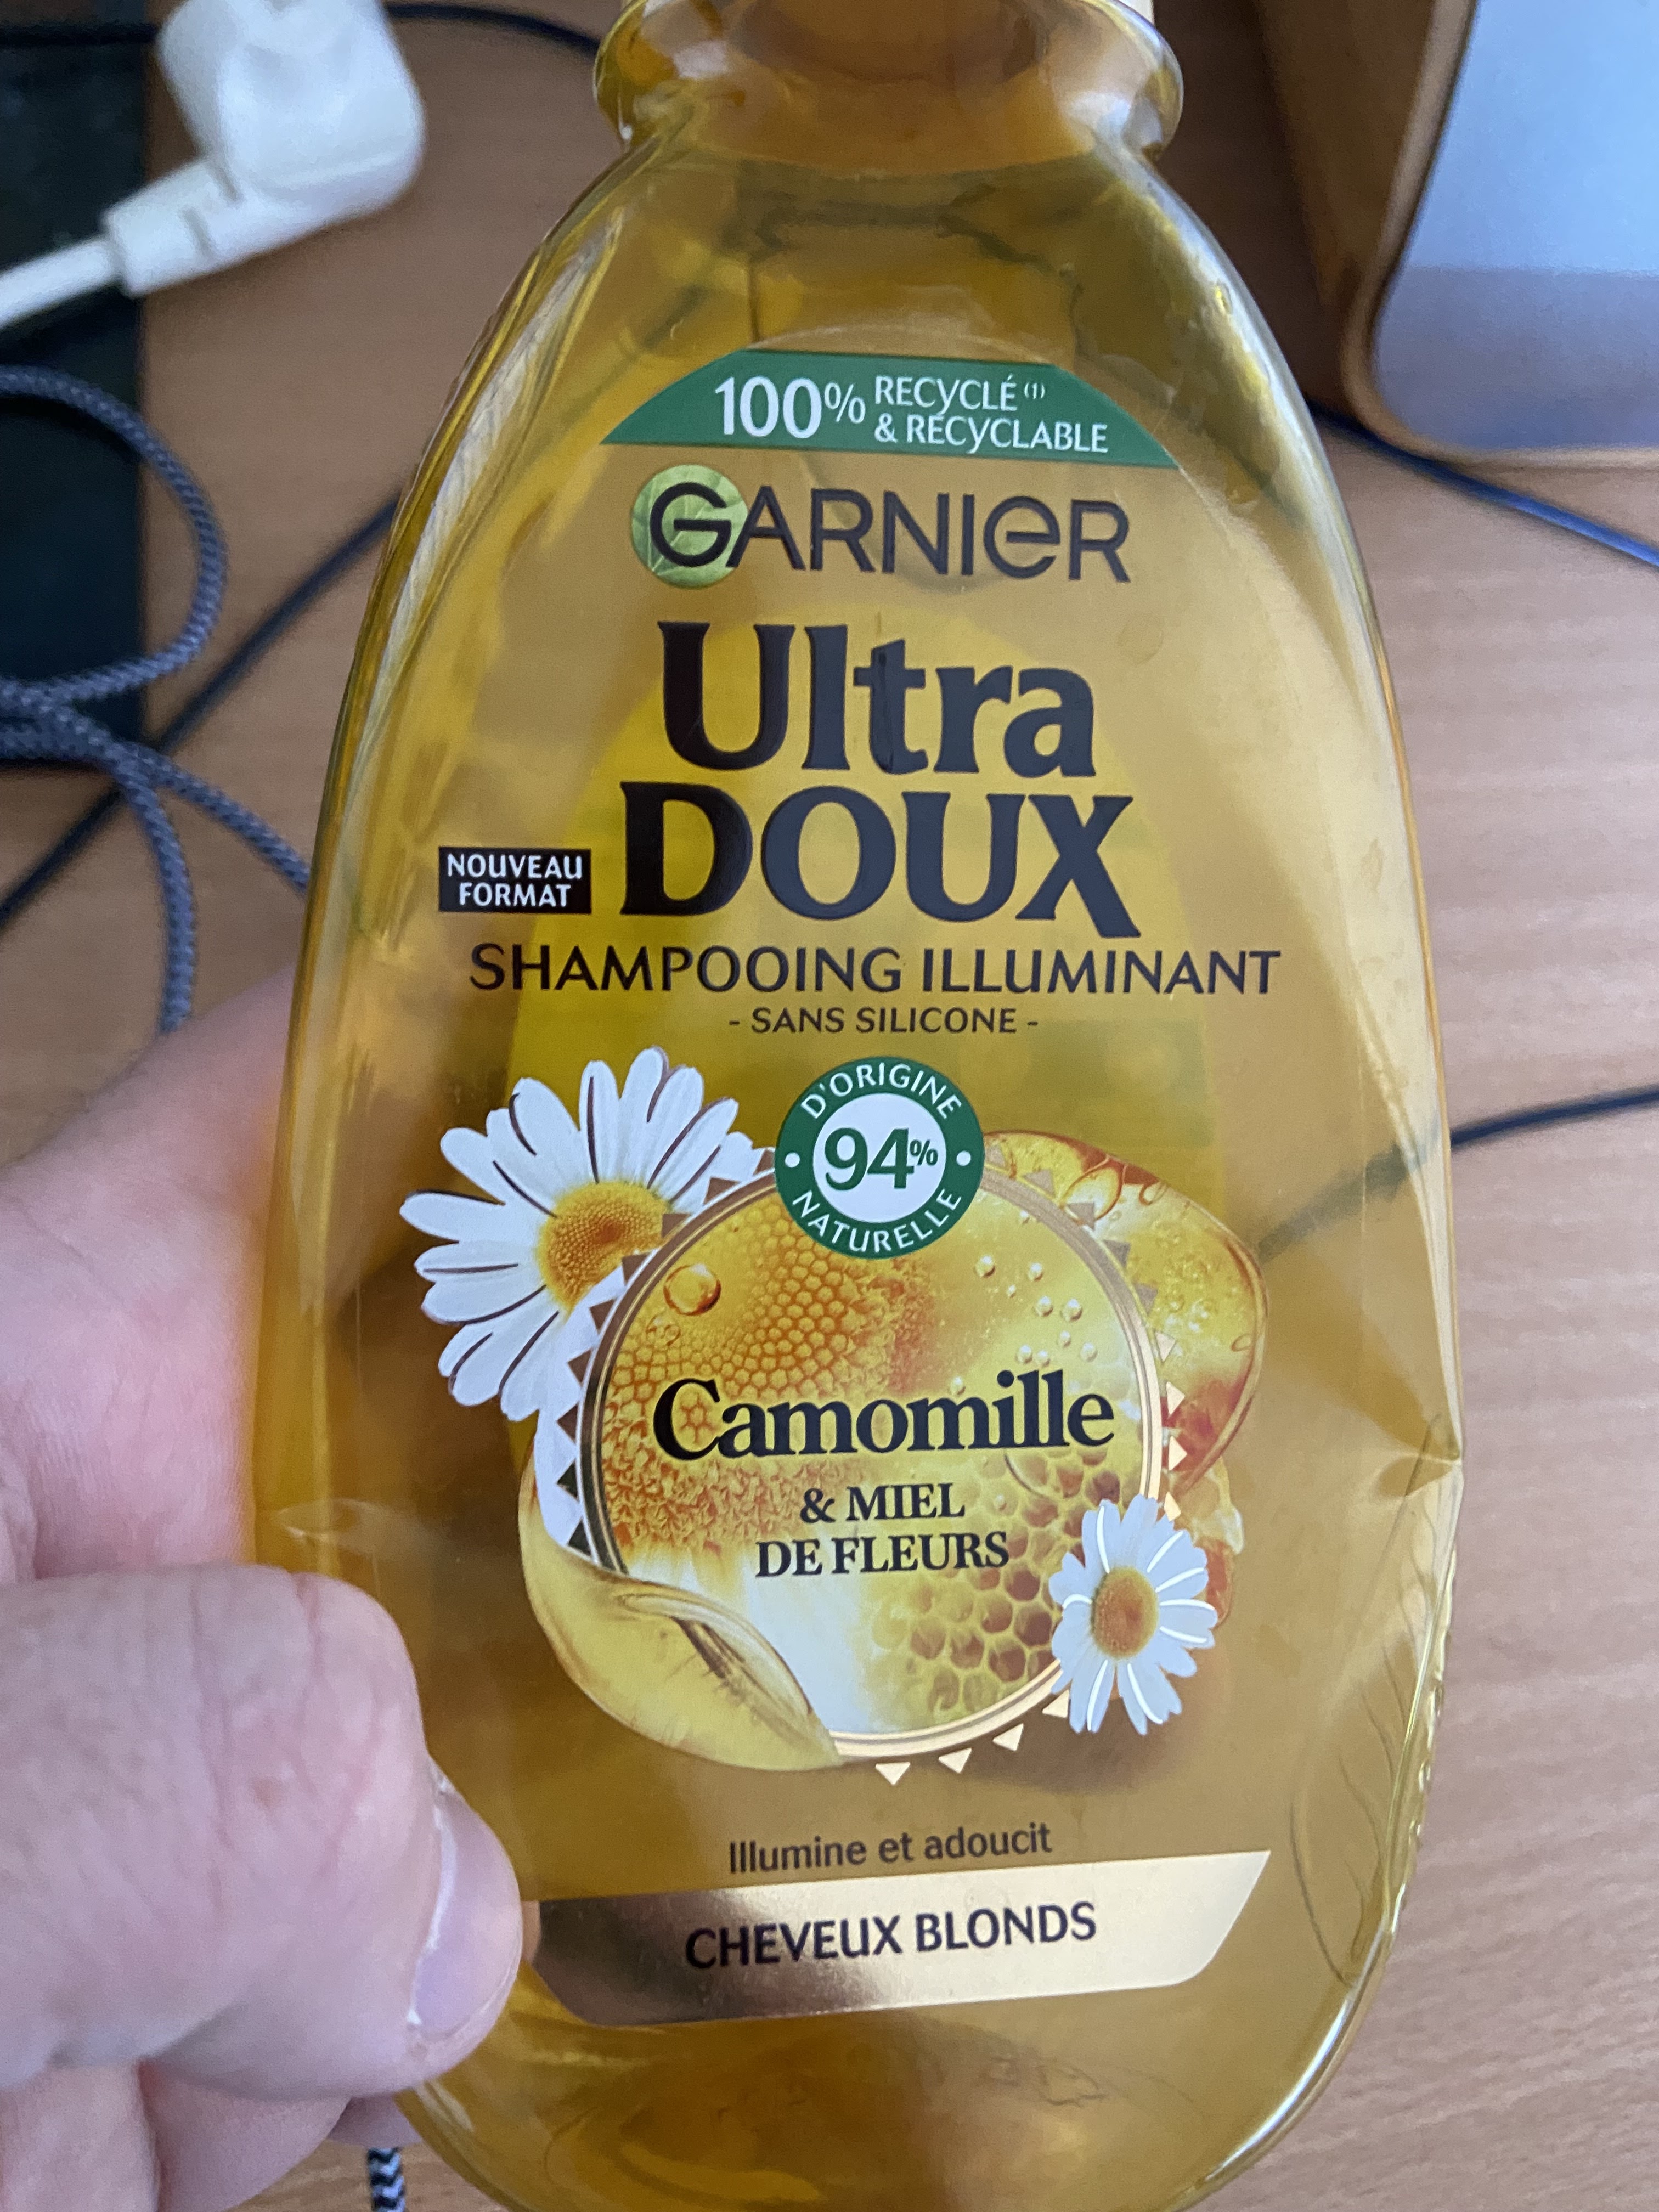 100% RECYCLÉ (1)
& RECYCLABLE
GARNIER
Ultra
DOUX
NOUVEAU
FORMAT
SHAMPOOING ILLUMINANT
- SANS SILICONE -
D'ORIGINE
94%
NATURELLE
Camomille
& MIEL
DE FLEURS
Illumine et adoucit
CHEVEUX BLONDS